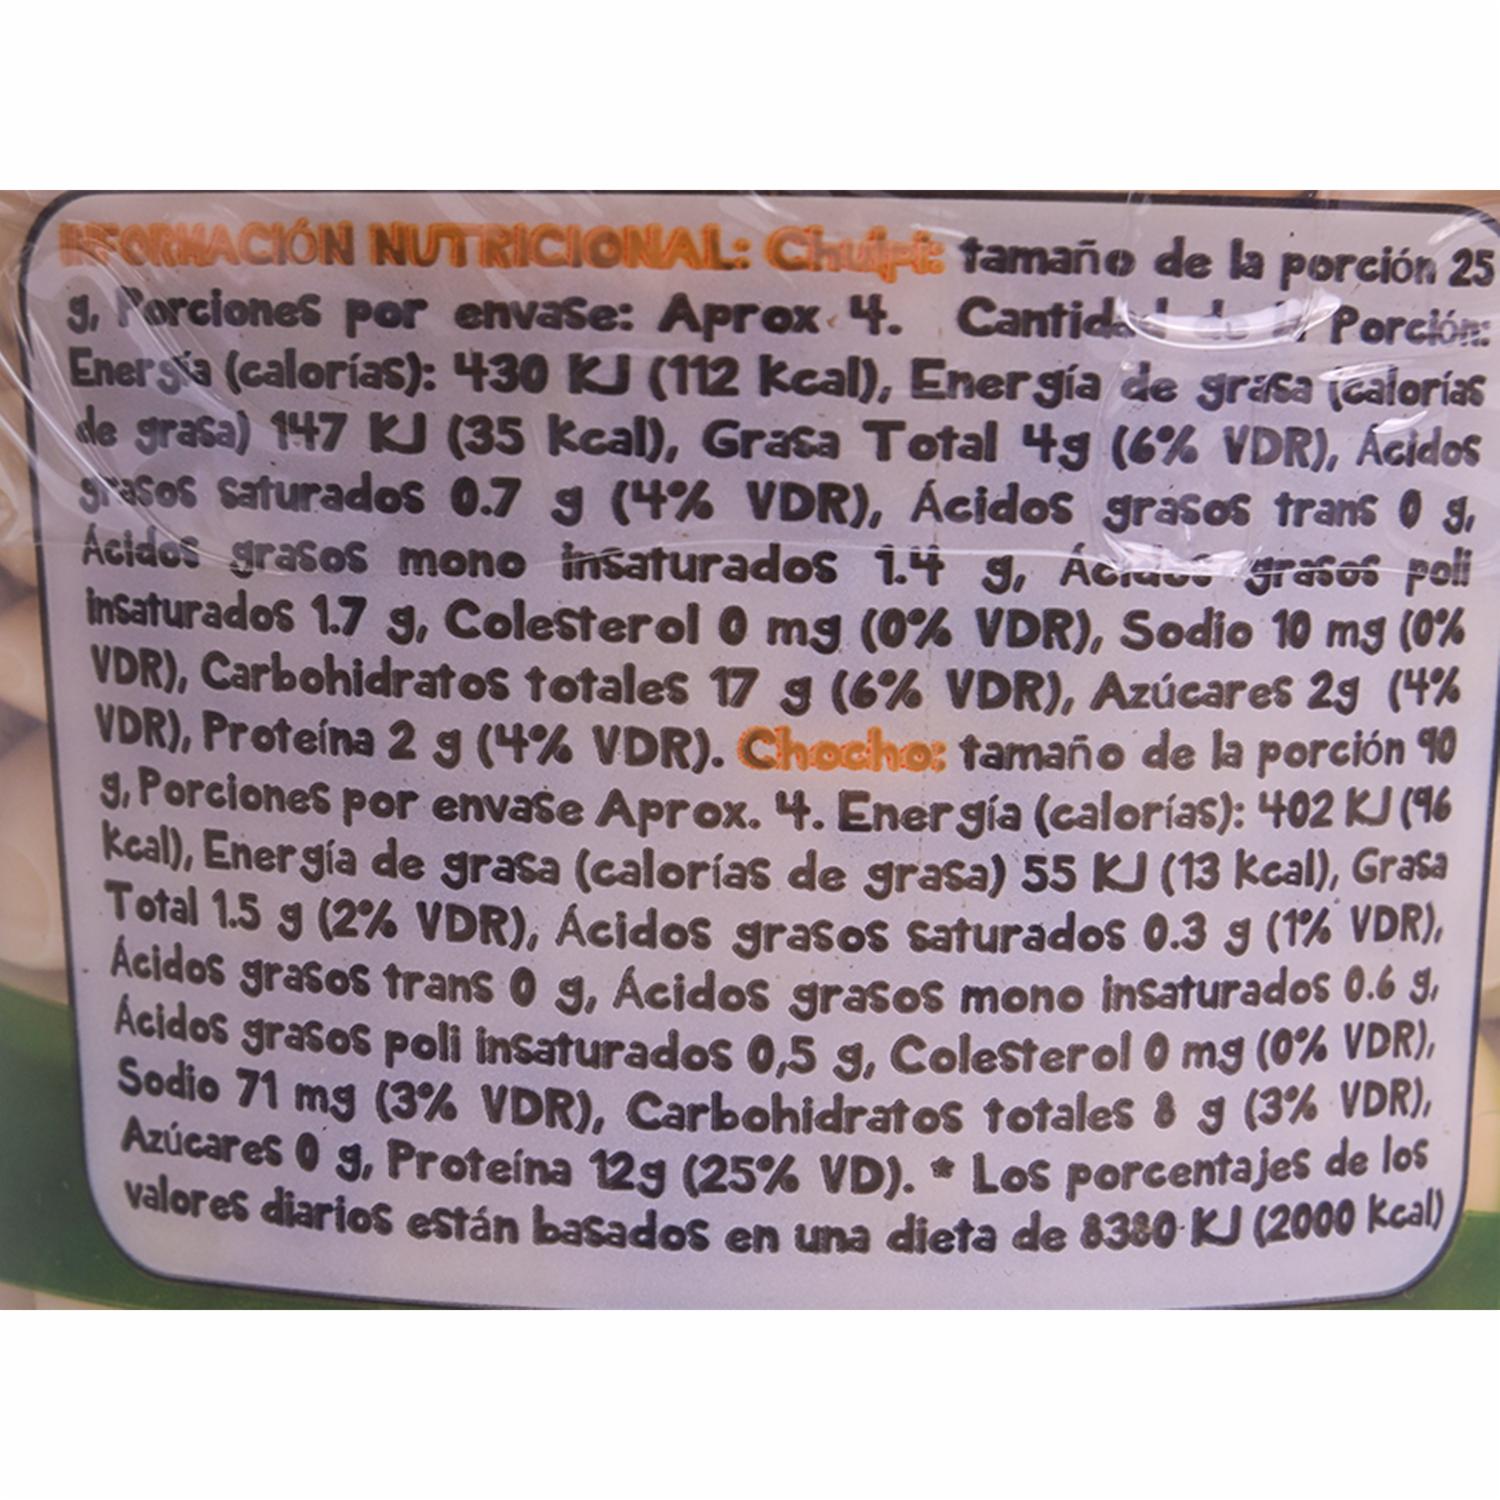 INFORMACIÓN NUTRICIONAL: Chulpi: tamaño de la porción 25
g, Porciones por envase: Aprox 4. Cantidad de la Porción:
Energía (calorías): 430 KJ (112 Kcal), Energía de grasa (calorías
de grasa) 147 KJ (35 Kcal), Grasa Total 4g (6% VDR), Ácidos
grasos saturados 0.7 g (4% VDR), Ácidos grasos trans 0 g,
Ácidos grasos mono insaturados 1.4 g, Ácidos grasos poli
insaturados 1.7 g, Colesterol 0 mg (0% VDR), Sodio 10 mg (0%
VDR), Carbohidratos totales 17 g (6% VDR), Azúcares 2g (4%
VDR), Proteína 2 g (4% VDR). Chocho: tamaño de la porción 90
g, Porciones por envase Aprox. 4. Energía (calorías): 402 KJ (96
Kcal), Energía de grasa (calorías de grasa) 55 KJ (13 Kcal), Grasa
Total 1.5 g (2% VDR), Ácidos grasos saturados 0.3 g (1% VDR),
Ácidos grasos trans 0 g, Ácidos grasos mono insaturados 0.6 g,
Ácidos grasos poli insaturados 0,5 g, Colesterol 0 mg (0% VDR),
Sodio 71 mg (3% VDR), Carbohidratos totales 8 g (3% VDR),
Azúcares 0 g, Proteína 12g (25% VD). * Los porcentajes de los
valores diarios están basados en una dieta de 8380 KJ (2000 Kcal)